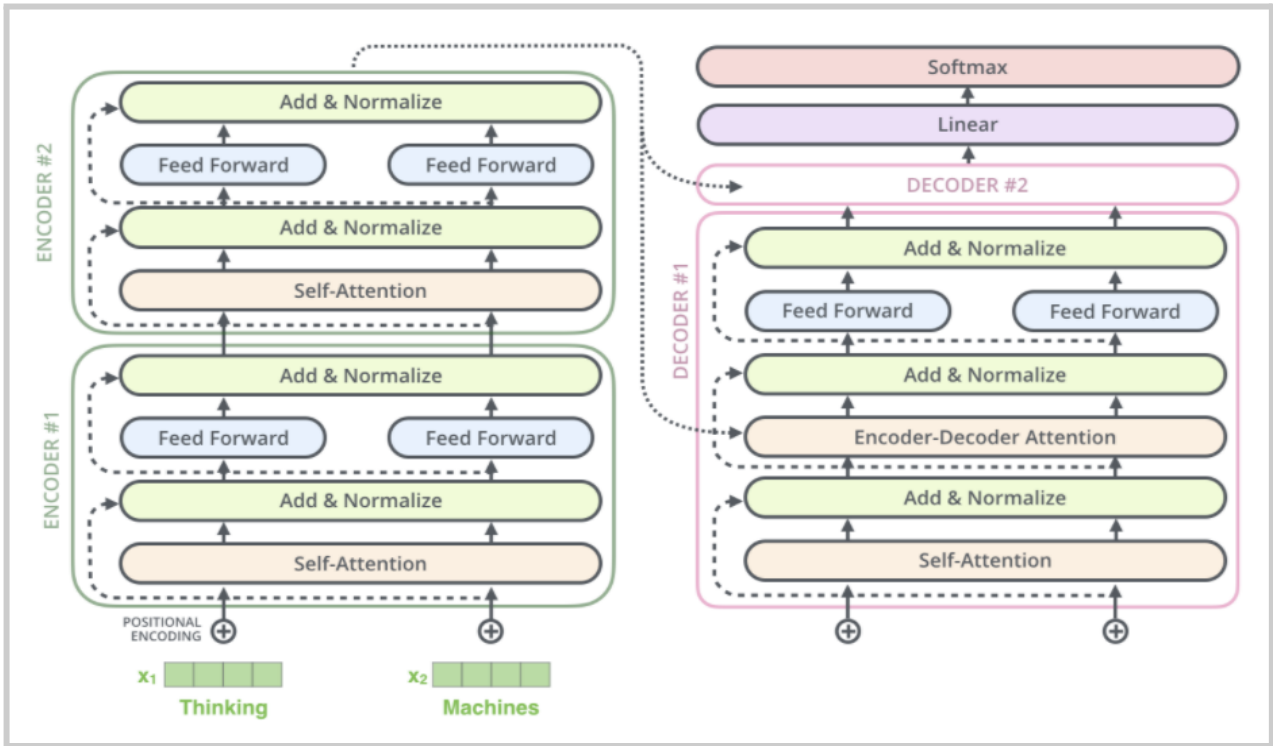 ENCODER #2
Add & Normalize
Feed Forward
Feed Forward
Add & Normalize
Self-Attention
ENCODER #1
Add & Normalize
Feed Forward
Feed Forward
Add & Normalize
Self-Attention
POSITIONAL
ENCODING
x₁
x₂
Thinking
Machines
Softmax
Linear
DECODER #2
DECODER #1
Add & Normalize
Feed Forward
Feed Forward
Add & Normalize
Encoder-Decoder Attention
Add & Normalize
Self-Attention